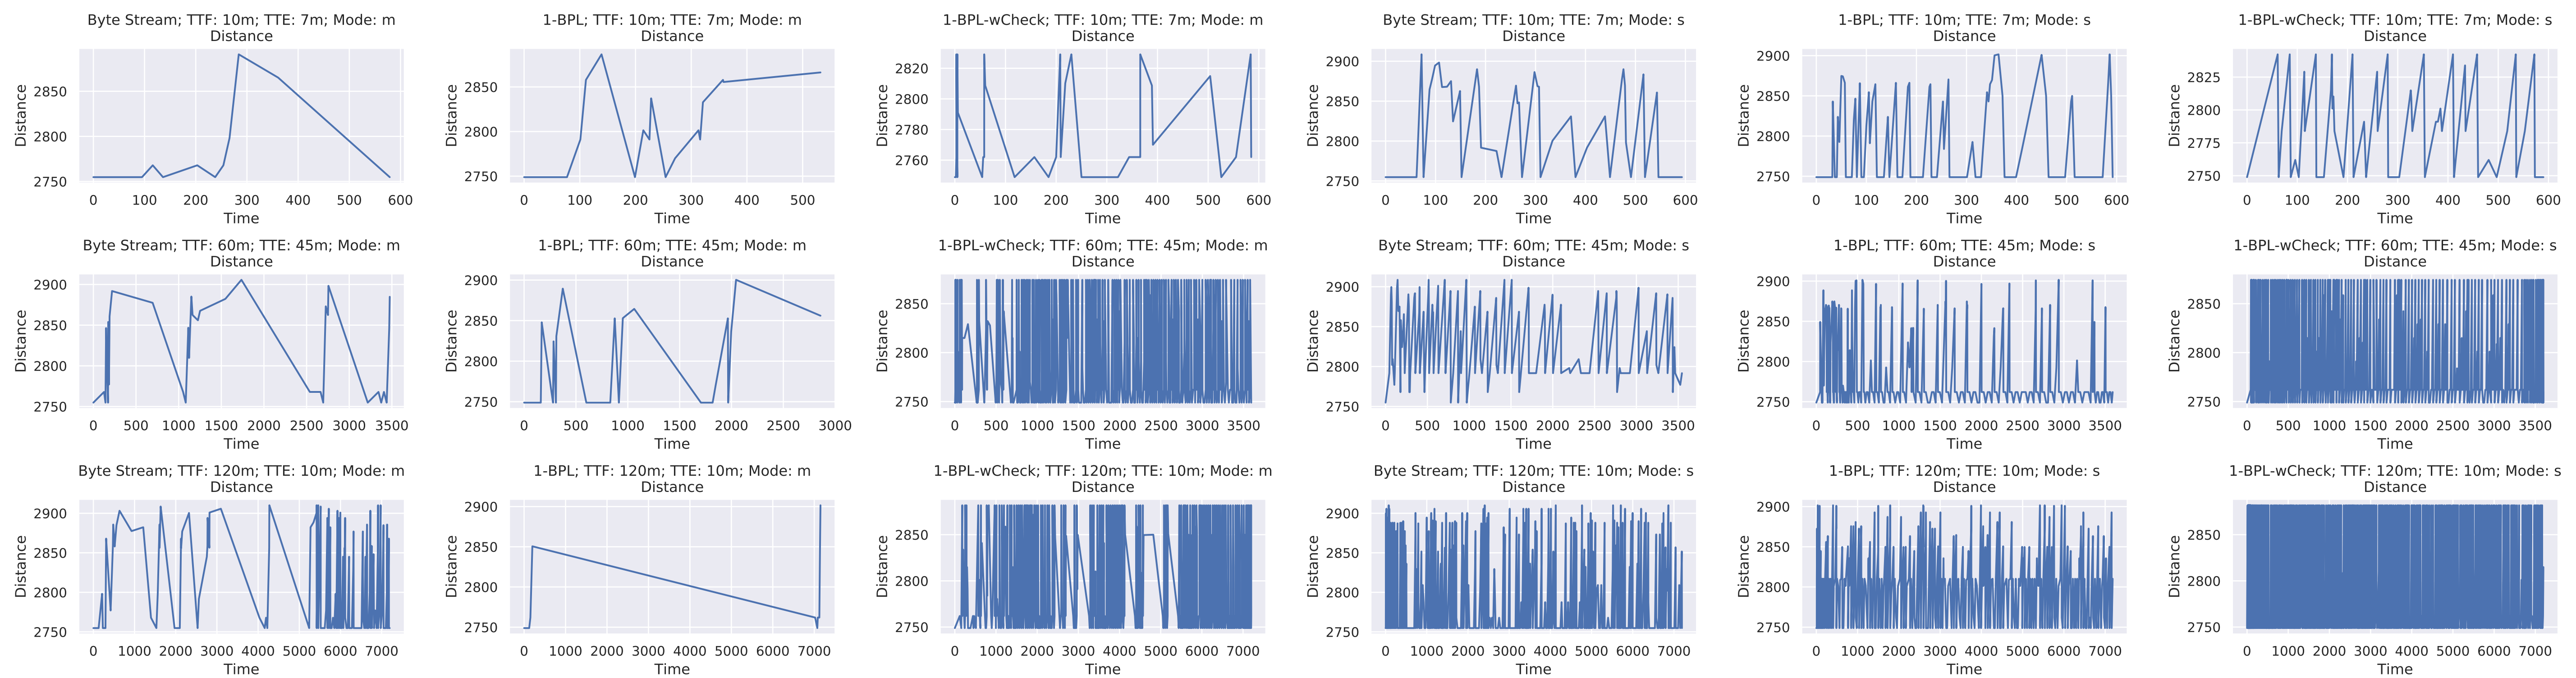 Byte Stream; TTF: 10m; TTE: 7m; Mode: m
Distance
2850
2800
2750
Distance
0 100 200 300 400 500 600
Time
1-BPL; TTF: 10m; TTE: 7m; Mode: m
Distance
2850
2800
2750
Distance
0 100 200 300 400 500
Time
1-BPL-wCheck; TTF: 10m; TTE: 7m; Mode: m
Distance
2820
2800
2780
2760
Distance
0 100 200 300 400 500 600
Time
Byte Stream; TTF: 10m; TTE: 7m; Mode: s
Distance
2900
2850
2800
2750
Distance
0 100 200 300 400 500 600
Time
1-BPL; TTF: 10m; TTE: 7m; Mode: s
Distance
2900
2850
2800
2750
Distance
0 100 200 300 400 500 600
Time
1-BPL-wCheck; TTF: 10m; TTE: 7m; Mode: s
Distance
2825
2800
2775
2750
Distance
0 100 200 300 400 500 600
Time
Byte Stream; TTF: 60m; TTE: 45m; Mode: m
Distance
2900
2850
2800
2750
Distance
0 500 1000 1500 2000 2500 3000 3500
Time
1-BPL; TTF: 60m; TTE: 45m; Mode: m
Distance
2900
2850
2800
2750
Distance
0 500 1000 1500 2000 2500 3000
Time
1-BPL-wCheck; TTF: 60m; TTE: 45m; Mode: m
Distance
2850
2800
2750
Distance
0 500 1000 1500 2000 2500 3000 3500
Time
Byte Stream; TTF: 60m; TTE: 45m; Mode: s
Distance
2900
2850
2800
2750
Distance
0 500 1000 1500 2000 2500 3000 3500
Time
1-BPL; TTF: 60m; TTE: 45m; Mode: s
Distance
2900
2850
2800
2750
Distance
0 500 1000 1500 2000 2500 3000 3500
Time
1-BPL-wCheck; TTF: 60m; TTE: 45m; Mode: s
Distance
2850
2800
2750
Distance
0 500 1000 1500 2000 2500 3000 3500
Time
Byte Stream; TTF: 120m; TTE: 10m; Mode: m
Distance
2900
2850
2800
2750
Distance
0 1000 2000 3000 4000 5000 6000 7000
Time
1-BPL; TTF: 120m; TTE: 10m; Mode: m
Distance
2900
2850
2800
2750
Distance
0 1000 2000 3000 4000 5000 6000 7000
Time
1-BPL-wCheck; TTF: 120m; TTE: 10m; Mode: m
Distance
2850
2800
2750
Distance
0 1000 2000 3000 4000 5000 6000 7000
Time
Byte Stream; TTF: 120m; TTE: 10m; Mode: s
Distance
2900
2850
2800
2750
Distance
0 1000 2000 3000 4000 5000 6000 7000
Time
1-BPL; TTF: 120m; TTE: 10m; Mode: s
Distance
2900
2850
2800
2750
Distance
0 1000 2000 3000 4000 5000 6000 7000
Time
1-BPL-wCheck; TTF: 120m; TTE: 10m; Mode: s
Distance
2850
2800
2750
Distance
0 1000 2000 3000 4000 5000 6000 7000
Time